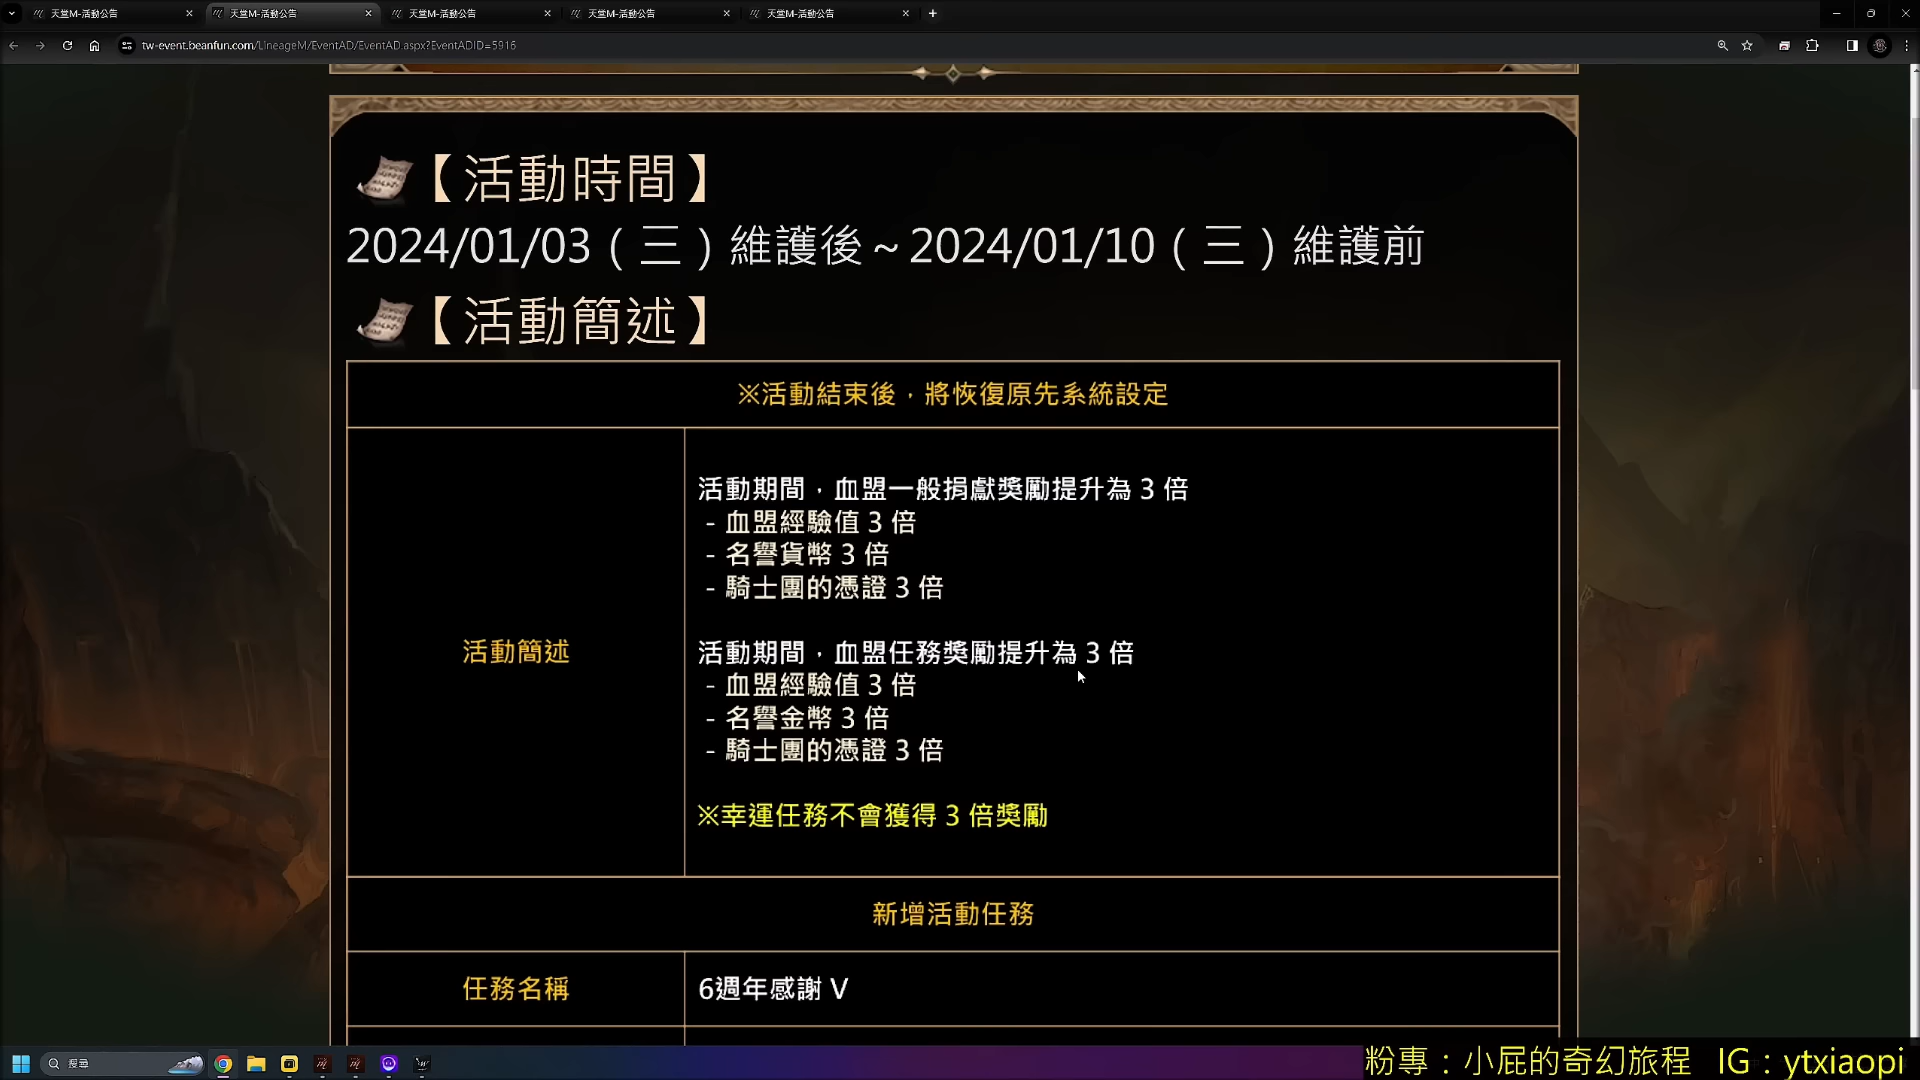 天堂M-活動公告
天堂M-活動公告
天堂M-活動公告
天堂M-活動公告
天堂M-活動公告
tw-event.beanfun.com/LineageM/EventAD/EventAD.aspx?EventADID=5916
【活動時間】
2024/01/03（三）維護後~2024/01/10（三）維護前
【活動簡述】
※活動結束後，將恢復原先系統設定
活動簡述
活動期間，血盟一般捐獻獎勵提升為 3 倍
- 血盟經驗值 3 倍
- 名譽貨幣 3 倍
- 騎士團的憑證 3 倍
活動期間，血盟任務獎勵提升為 3 倍
- 血盟經驗值 3 倍
- 名譽金幣 3 倍
- 騎士團的憑證 3 倍
※幸運任務不會獲得 3 倍獎勵
新增活動任務
任務名稱
6週年感謝 V
搜尋
粉專：小屁的奇幻旅程 IG：ytxiaopi